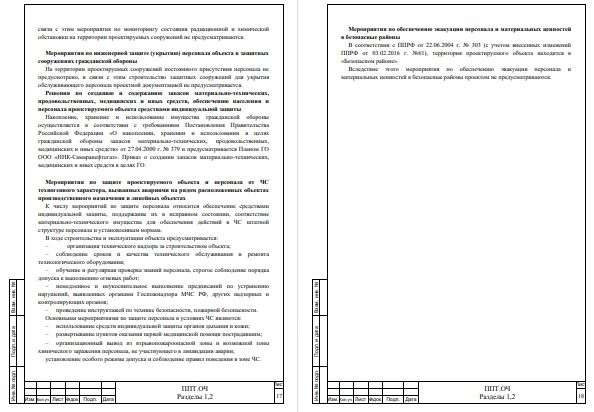 связи с этим мероприятия по мониторингу состояния радиационной и химической
обстановки на территории проектируемых сооружений не предусматриваются.
Мероприятия по инженерной защите (укрытию) персонала объекта в защитных
сооружениях гражданской обороны
На территории проектируемых сооружений постоянного присутствия персонала не
предусмотрено, в связи с этим строительство защитных сооружений для укрытия
обслуживающего персонала проектной документацией не предусматривается.
Решения по созданию и содержанию запасов материально-технических,
продовольственных, медицинских и иных средств, обеспечению населения и
персонала проектируемого объекта средствами индивидуальной защиты
Накопление, хранение и использование имущества гражданской обороны
осуществляется в соответствии с требованиями Постановления Правительства
Российской Федерации «О накоплении, хранении и использовании в целях
гражданской обороны запасов материально-технических, продовольственных,
медицинских и иных средств» от 27.04.2000 г. № 379 и предусматривается Планом ГО
ООО «ННК-Самаранефтегаз». Приказ о создании запасов материально-технических,
медицинских и иных средств в целях ГО.
Мероприятия по защите проектируемого объекта и персонала от ЧС
техногенного характера, вызванных авариями на рядом расположенных объектах
производственного назначения и линейных объектах
К числу мероприятий по защите персонала относится обеспечение средствами
индивидуальной защиты, поддержание их в исправном состоянии, соответствие
материально-технического имущества для обеспечения действий в ЧС штатной
структуре персонала и установленным нормам.
В ходе строительства и эксплуатации объекта предусматривается:
– организация технического надзора за строительством объекта;
– соблюдение сроков и качества технического обслуживания и ремонта
технологического оборудования;
– обучение и регулярная проверка знаний персонала, строгое соблюдение порядка
допуска к выполнению огневых работ;
– немедленное и неукоснительное выполнение предписаний по устранению
нарушений, выявленных органами Госпожнадзора МЧС РФ, других надзорных и
контролирующих органов;
– проведение инструктажей по технике безопасности, пожарной безопасности.
Основными мероприятиями по защите персонала в условиях ЧС являются:
– использование средств индивидуальной защиты органов дыхания и кожи;
– развертывание пунктов оказания первой медицинской помощи пострадавшим;
– организационный вывод из взрывопожароопасной зоны и возможной зоны
химического заражения персонала, не участвующего в ликвидации аварии;
установление особого режима допуска и соблюдение правил поведения в зоне ЧС.
Взам. инв. №
Подп. и дата
Инв № подл.
Изм. Кол.уч. Лист №док. Подп. Дата
ППТ.ОЧ
Разделы 1,2
Лис
17
Мероприятия по обеспечению эвакуации персонала и материальных ценностей
в безопасные районы
В соответствии с ППРФ от 22.06.2004 г. № 303 (с учетом внесенных изменений
ППРФ от 03.02.2016 г. №61), территория проектируемого объекта находится в
«Безопасном районе».
Вследствие этого мероприятия по обеспечению эвакуации персонала и
материальных ценностей в безопасные районы проектом не предусматриваются.
Взам. инв. №
Подп. и дата
Инв № подл.
Изм. Кол.уч. Лист №док. Подп. Дата
ППТ.ОЧ
Разделы 1,2
Лис
18